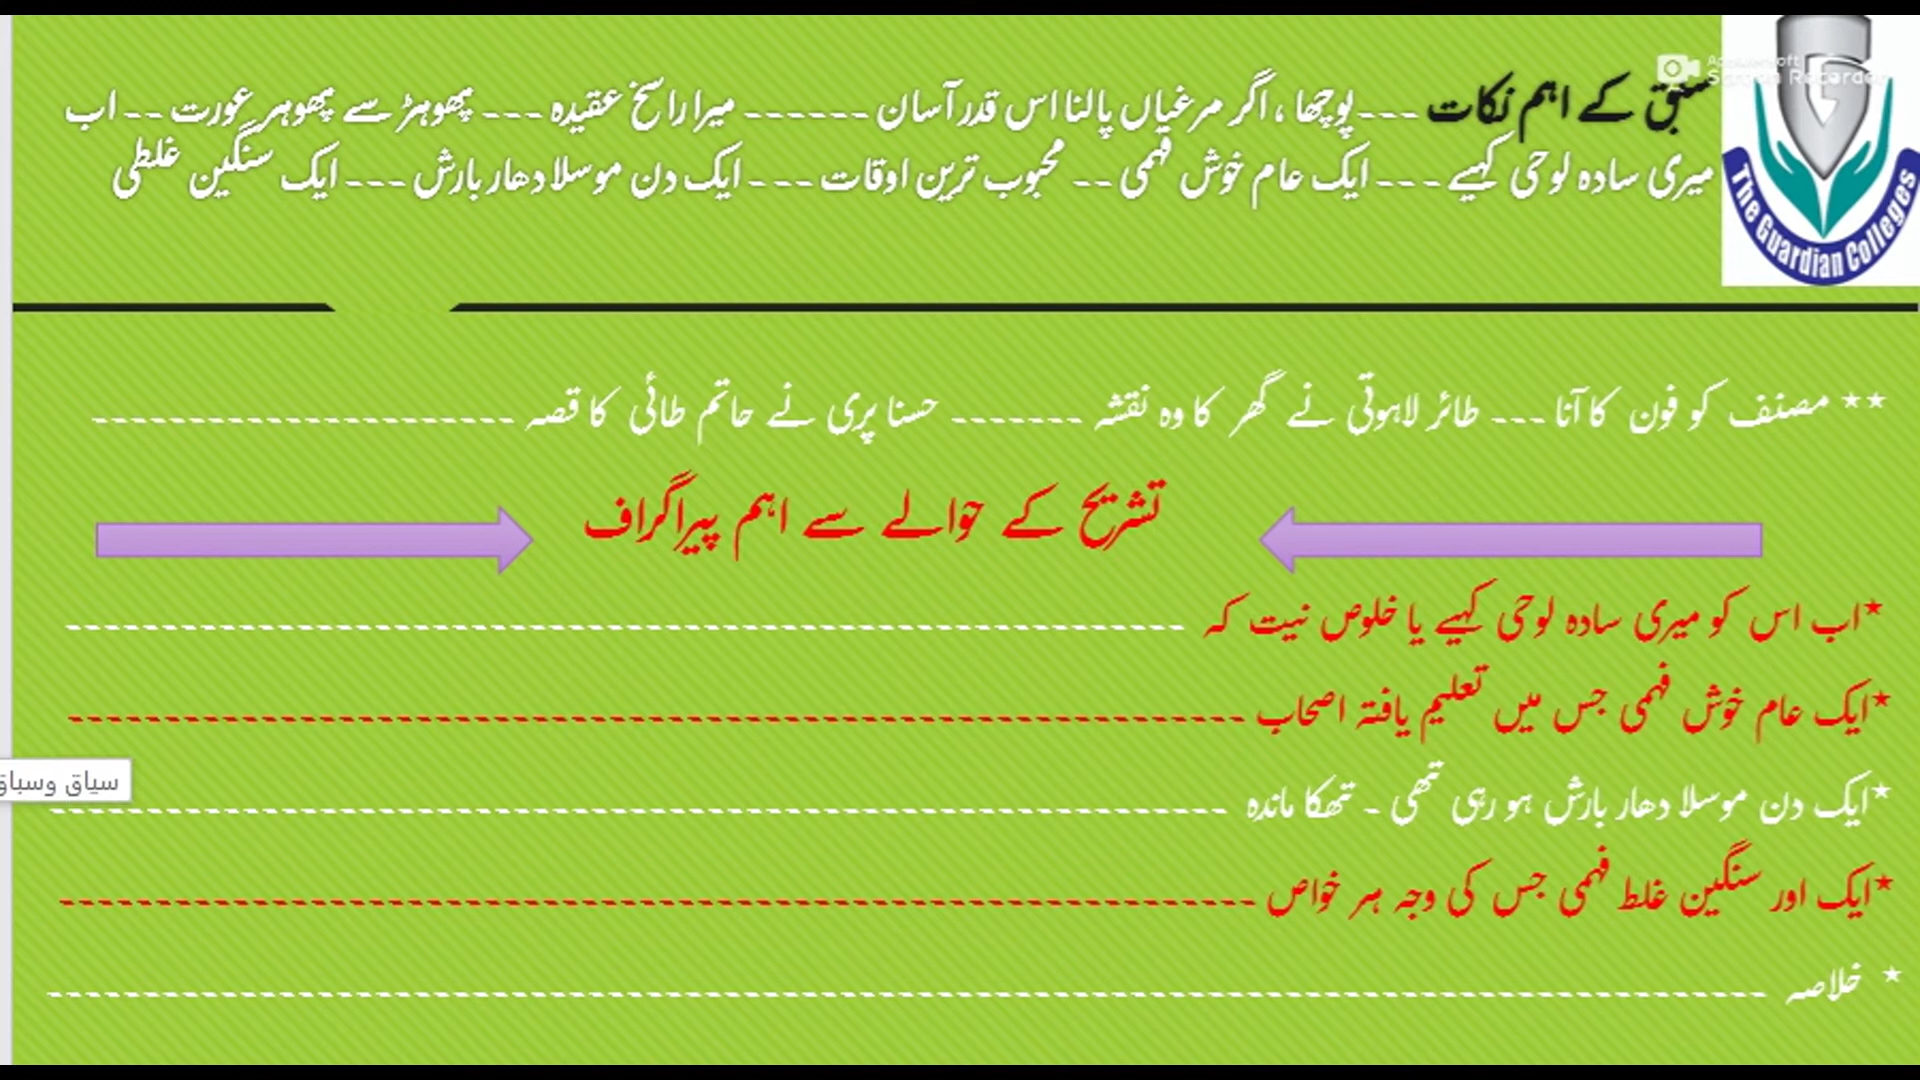 سبق کے اہم نکات ---پوچھا ، اگر مرغیاں پالنا اس قدر آسان ------ میرا راسخ عقیدہ --- پھوہڑ سے پھوہر عورت -- اب
میری سادہ لوحی کہیے --- ایک عام خوش فہمی -- محبوب ترین اوقات --- ایک دن موسلا دھار بارش --- ایک سنگین غلطی
The Guardian Colleges
Screen Recorder
** مصنف کو فون کا آنا --- طائر لاہوتی نے گھر کا وہ نقشہ ------- حسنا پری نے حاتم طائی کا قصہ ----------------------
تشریح کے حوالے سے اہم پیراگراف
*اب اس کو میری سادہ لوحی کہیے یا خلوص نیت کہ ----------------------------------------------------------
*ایک عام خوش فہمی جس میں تعلیم یافتہ اصحاب -------------------------------------------------------------
*ایک دن موسلا دھار بارش ہو رہی تھی ۔ تھکا ماندہ -------------------------------------------------------------
سیاق وسباق
*ایک اور سنگین غلط فہمی جس کی وجہ ہر خواص --------------------------------------------------------------
* خلاصہ -----------------------------------------------------------------------------------------